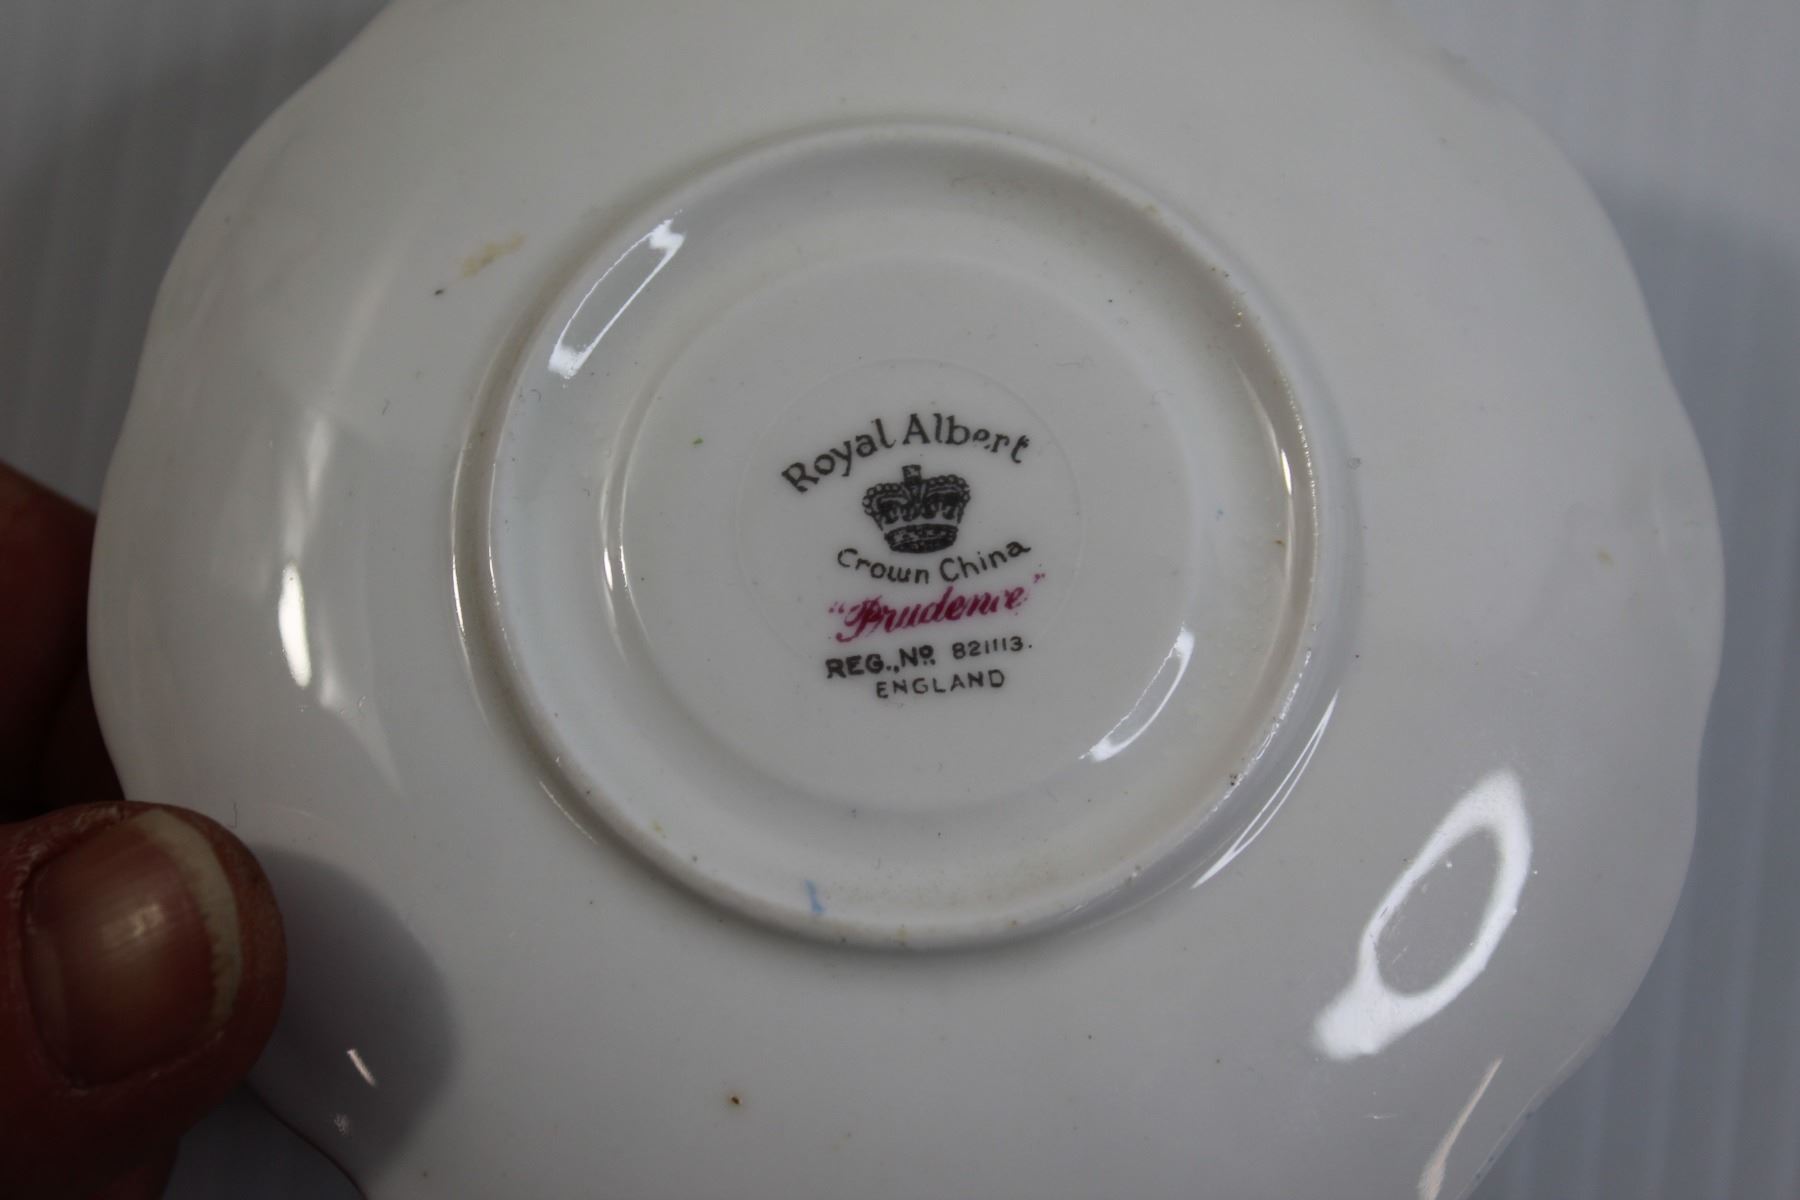 Royal Albert
Crown China
"Prudence"
REG., No. 821113.
ENGLAND